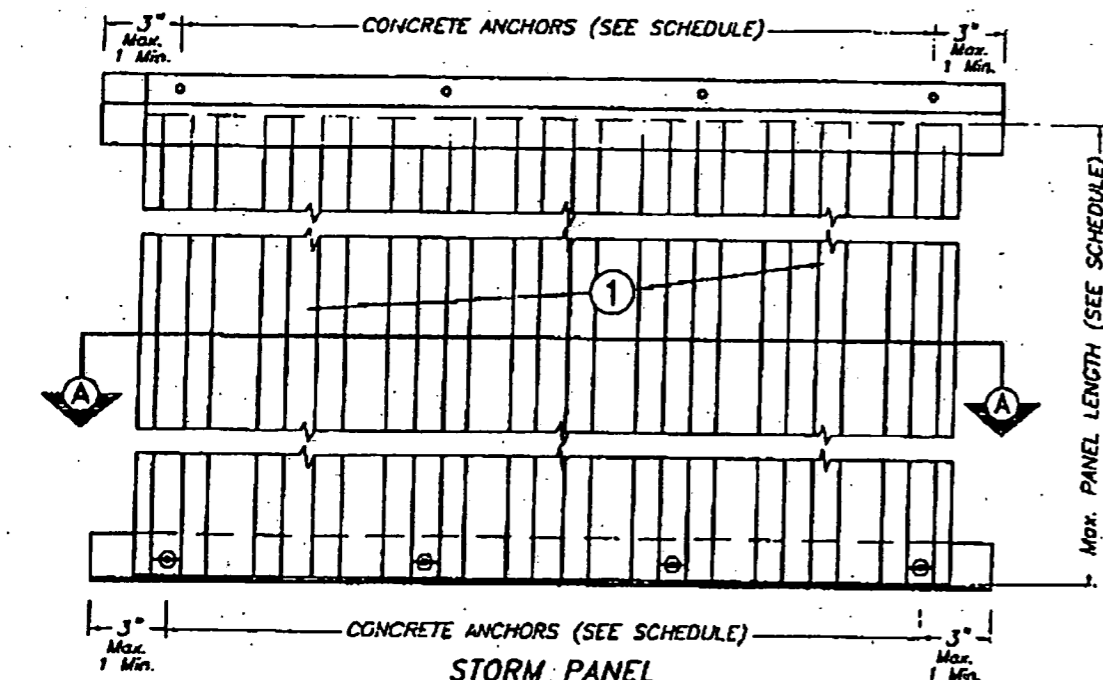 3" CONCRETE ANCHORS (SEE SCHEDULE) 3"
Max. Max.
1 Min. 1 Min.
1
A A
Max. PANEL LENGTH (SEE SCHEDULE)
3" CONCRETE ANCHORS (SEE SCHEDULE) 3"
Max. Max.
1 Min. 1 Min.
STORM PANEL